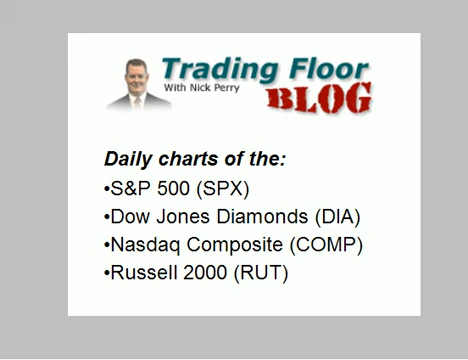 Trading Floor
With Nick Perry
BLOG
Daily charts of the:
•S&P 500 (SPX)
•Dow Jones Diamonds (DIA)
•Nasdaq Composite (COMP)
•Russell 2000 (RUT)